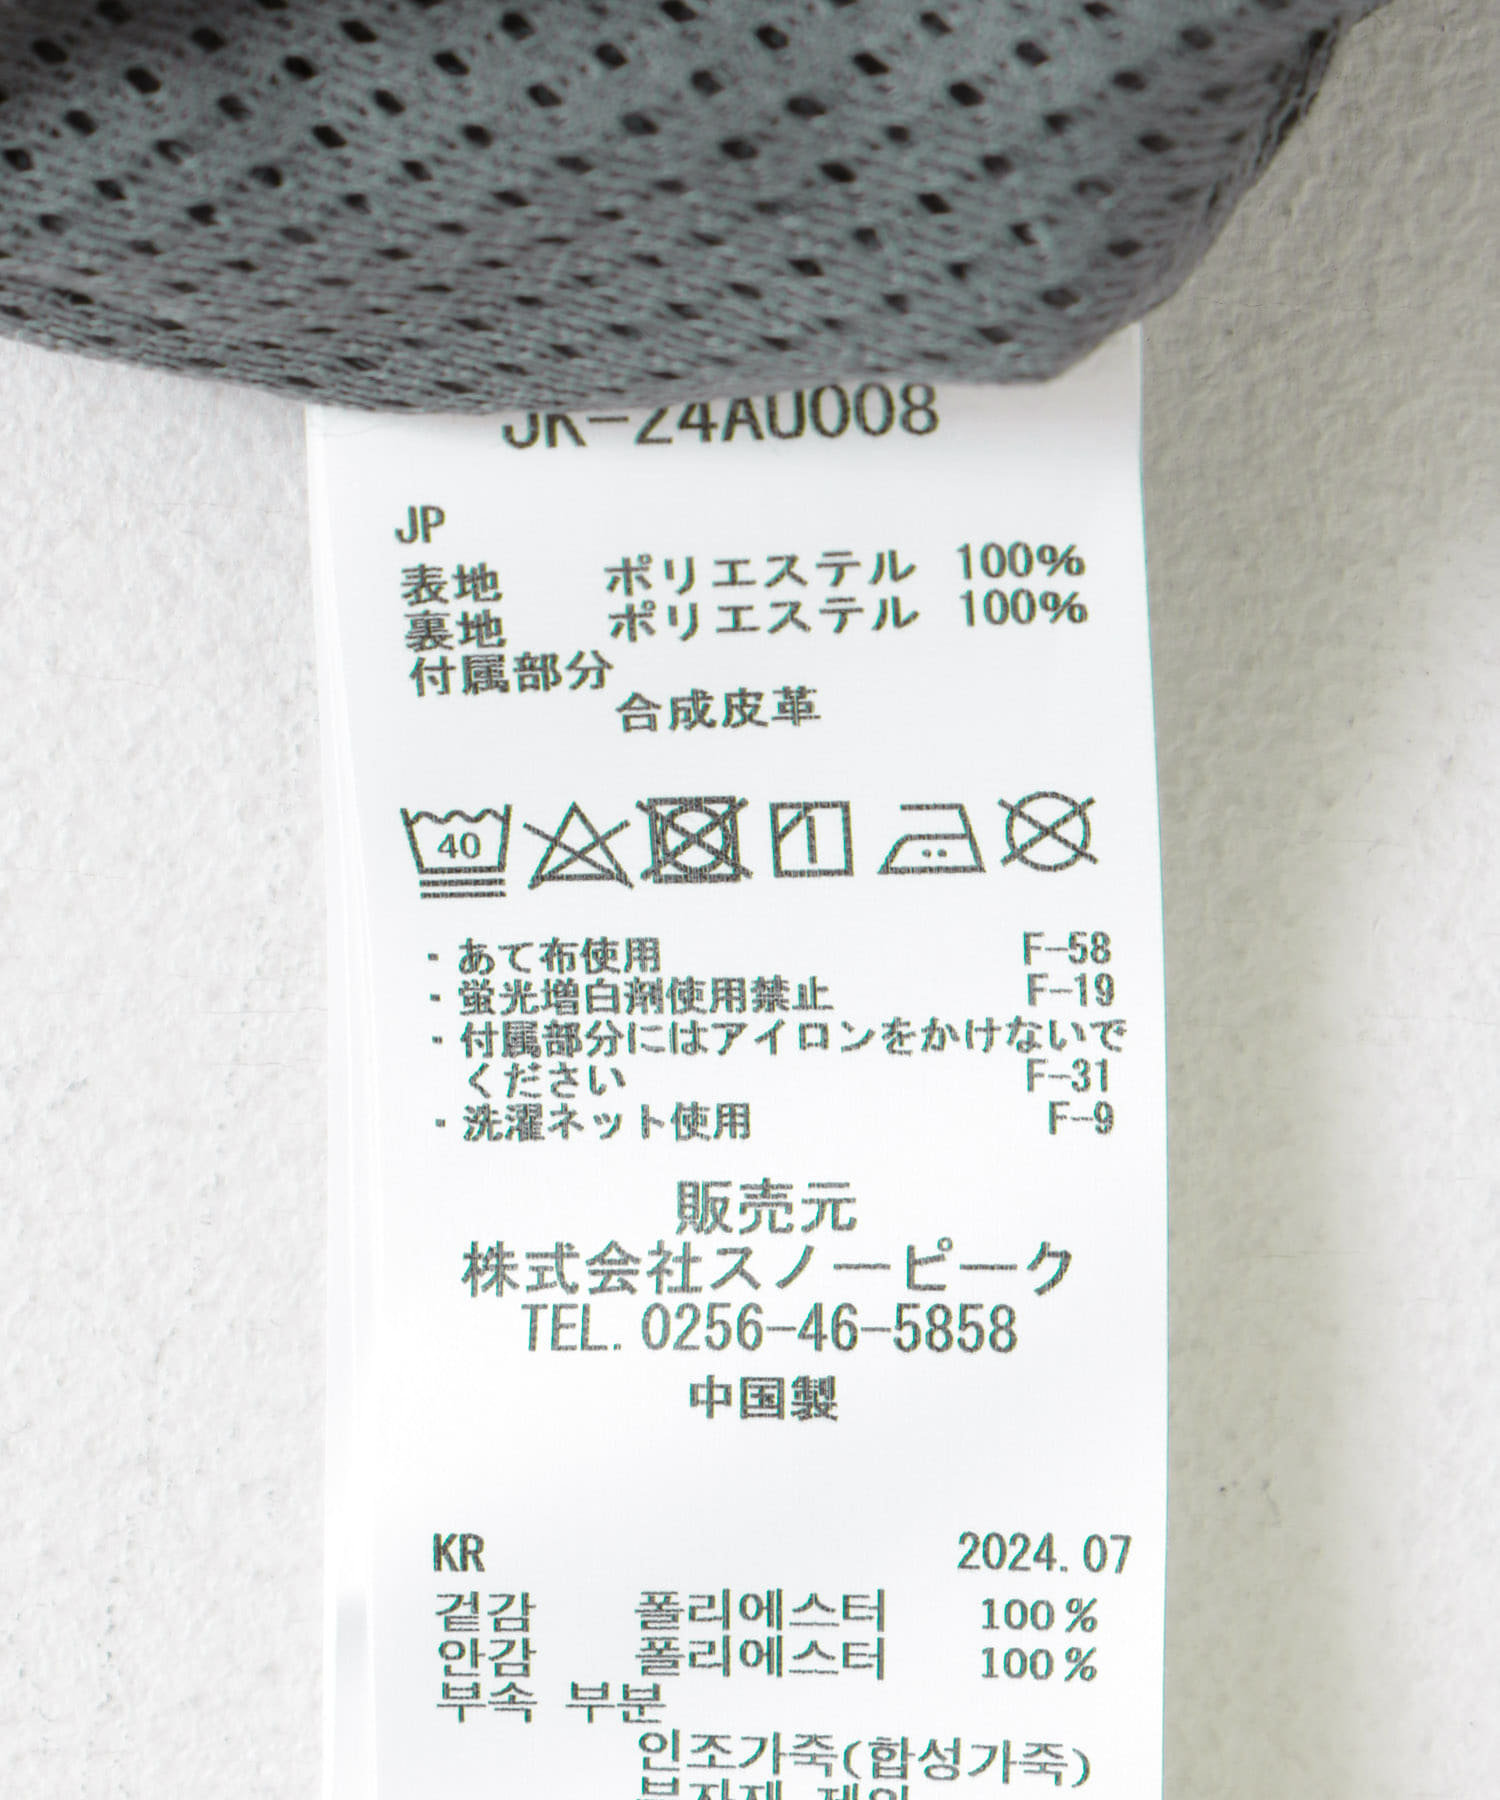 JK-24AU008
JP
表地 ポリエステル 100%
裏地 ポリエステル 100%
付属部分
合成皮革
40
・あて布使用 F-58
・蛍光増白剤使用禁止 F-19
・付属部分にはアイロンをかけないで
ください F-31
・洗濯ネット使用 F-9
販売元
株式会社スノーピーク
TEL. 0256-46-5858
中国製
KR 2024.07
겉감 폴리에스터 100%
안감 폴리에스터 100%
부속 부분
인조가죽(합성가죽)